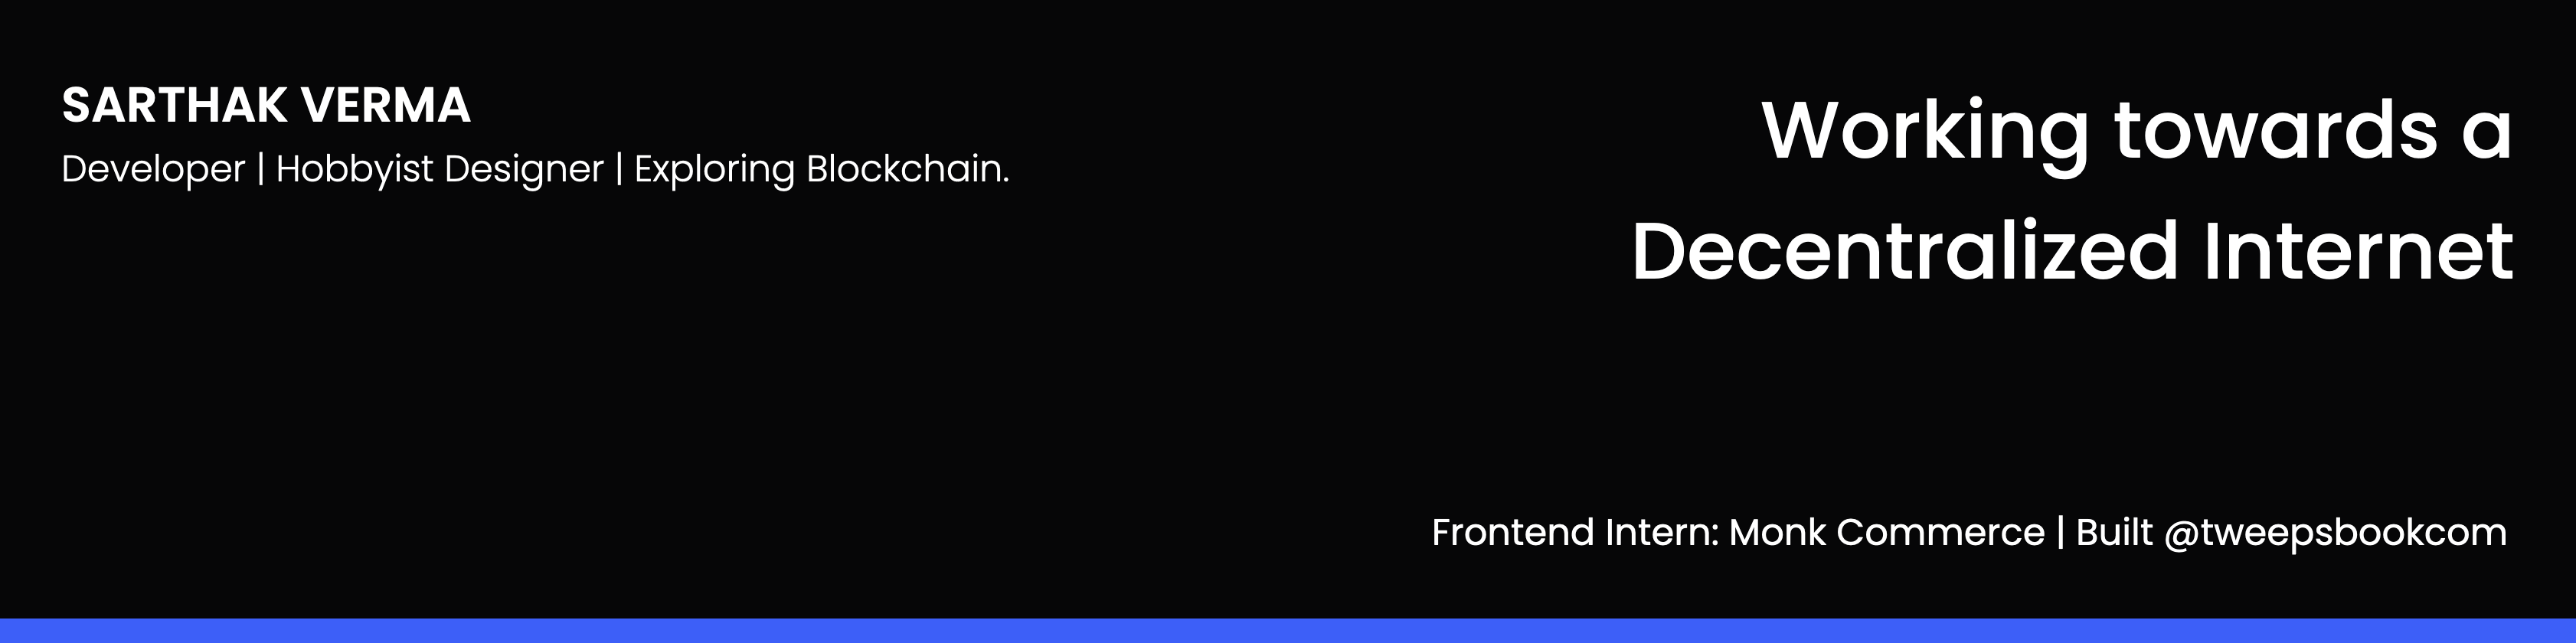 SARTHAK VERMA
Developer | Hobbyist Designer | Exploring Blockchain.
Working towards a
Decentralized Internet
Frontend Intern: Monk Commerce | Built @tweepsbookcom